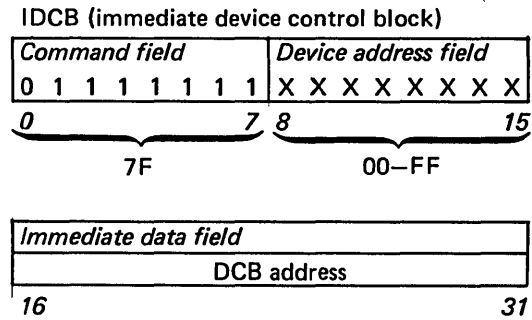 IDCB (immediate device control block)
Command field Device address field
0 1 1 1 1 1 1 1 X X X X X X X X
0 7 8 15
7F 00–FF
Immediate data field
DCB address
16 31